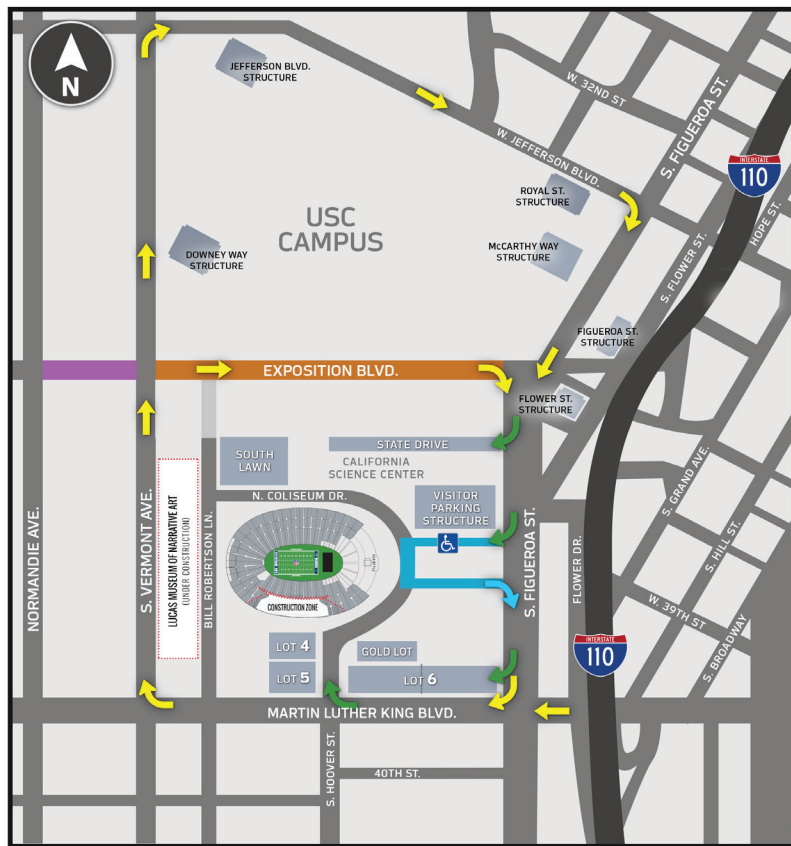 N
JEFFERSON BLVD.
STRUCTURE
W. 32ND ST
S. FIGUEROA ST.
W. JEFFERSON BLVD.
INTERSTATE
110
HOPE ST.
ROYAL ST.
STRUCTURE
USC
CAMPUS
S. FLOWER ST.
McCARTHY WAY
STRUCTURE
DOWNEY WAY
STRUCTURE
FIGUEROA ST.
STRUCTURE
EXPOSITION BLVD.
FLOWER ST.
STRUCTURE
STATE DRIVE
SOUTH
LAWN
CALIFORNIA
SCIENCE CENTER
N. COLISEUM DR.
VISITOR
PARKING
STRUCTURE
S. GRAND AVE.
S. HILL ST.
NORMANDIE AVE.
S. VERMONT AVE.
LUCAS MUSEUM OF NARRATIVE ART
(UNDER CONSTRUCTION)
BILL ROBERTSON LN.
S. FIGUEROA ST.
FLOWER DR.
CONSTRUCTION ZONE
W. 39TH ST
S. BROADWAY
INTERSTATE
110
LOT 4
GOLD LOT
LOT 5
LOT 6
MARTIN LUTHER KING BLVD.
S. HOOVER ST.
40TH ST.